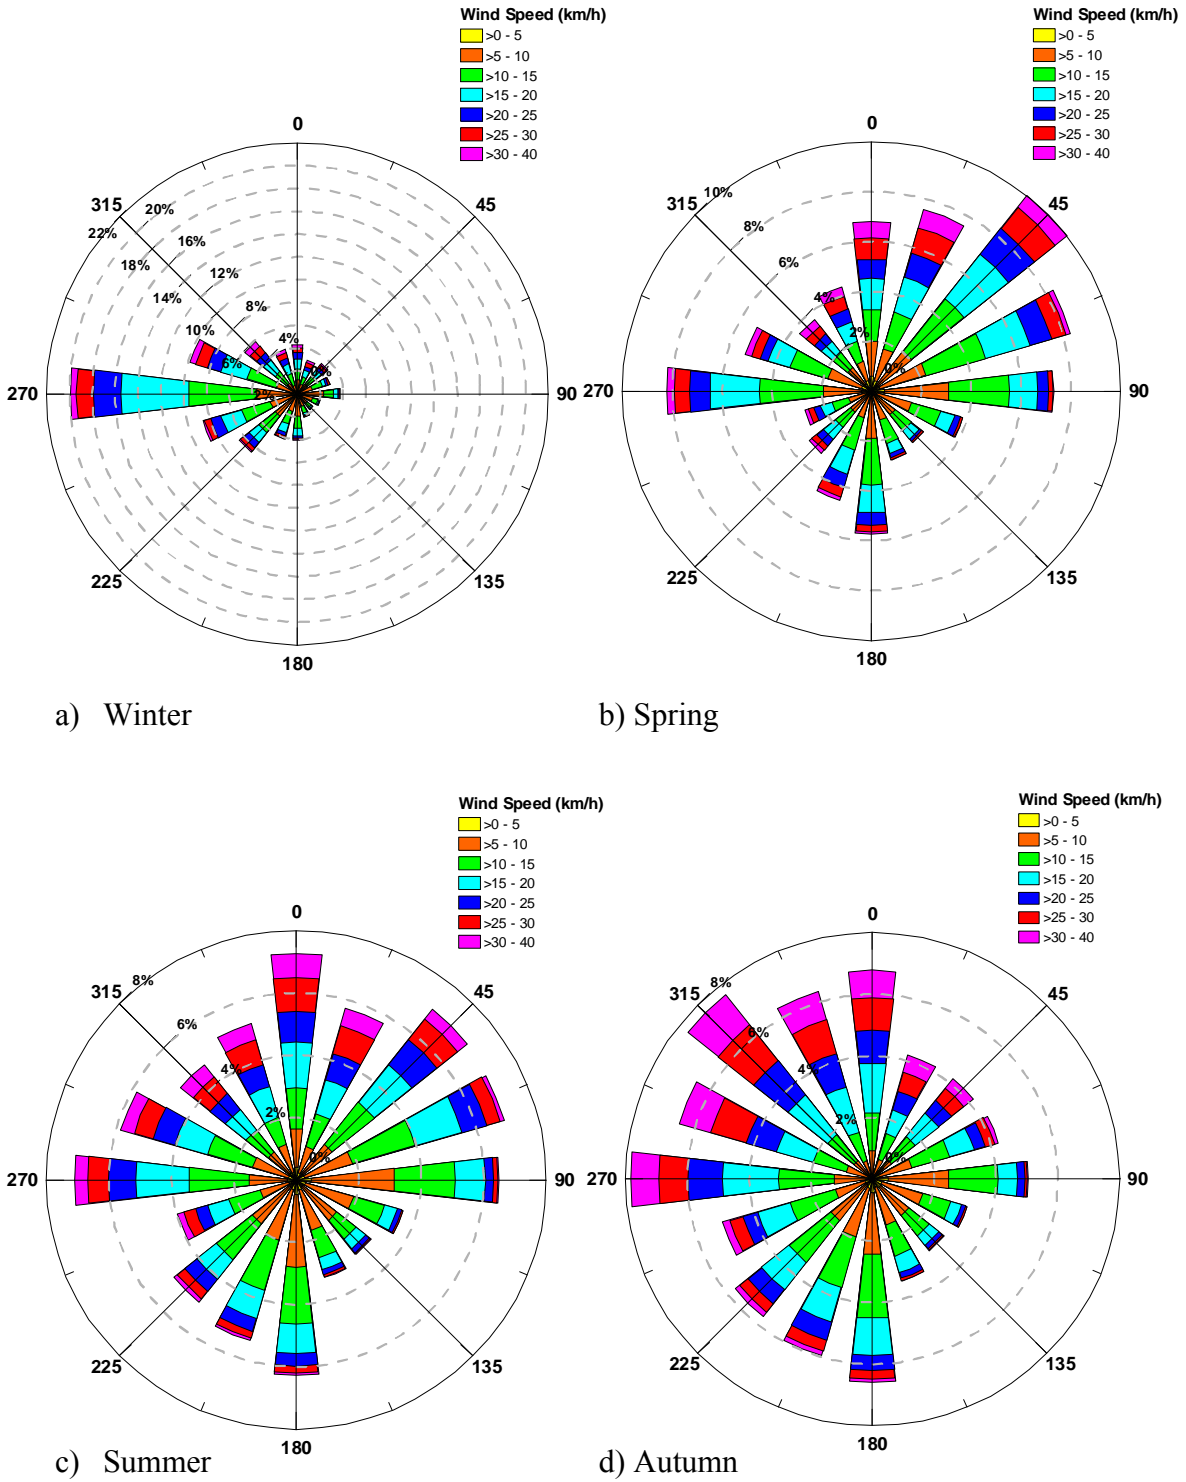 Wind Speed (km/h)
>0 - 5
>5 - 10
>10 - 15
>15 - 20
>20 - 25
>25 - 30
>30 - 40
0
45
90
135
180
225
270
315
22%
20%
18%
16%
14%
12%
10%
8%
6%
4%
2%
0%
a) Winter
Wind Speed (km/h)
>0 - 5
>5 - 10
>10 - 15
>15 - 20
>20 - 25
>25 - 30
>30 - 40
0
45
90
135
180
225
270
315
10%
8%
6%
4%
2%
0%
b) Spring
Wind Speed (km/h)
>0 - 5
>5 - 10
>10 - 15
>15 - 20
>20 - 25
>25 - 30
>30 - 40
0
45
90
135
180
225
270
315
8%
6%
4%
2%
0%
c) Summer
Wind Speed (km/h)
>0 - 5
>5 - 10
>10 - 15
>15 - 20
>20 - 25
>25 - 30
>30 - 40
0
45
90
135
180
225
270
315
8%
6%
4%
2%
0%
d) Autumn